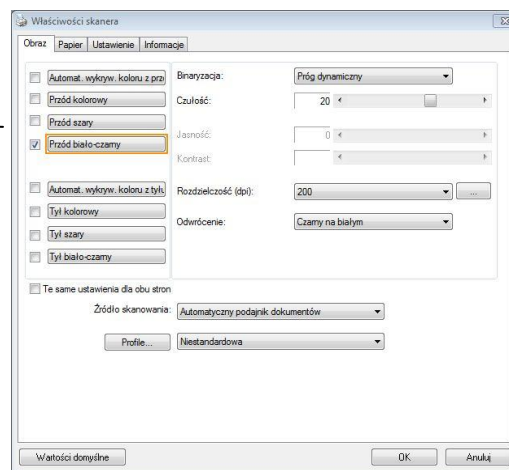 Właściwości skanera
Obraz Papier Ustawienie Informacje
Automat. wykryw. koloru z prz
Przód kolorowy
Przód szary
Przód biało-czarny
Automat. wykryw. koloru z tyłu
Tył kolorowy
Tył szary
Tył biało-czarny
Binaryzacja: Próg dynamiczny
Czułość: 20
Jasność: 0
Kontrast:
Rozdzielczość (dpi): 200 ...
Odwrócenie: Czarny na białym
Te same ustawienia dla obu stron
Źródło skanowania: Automatyczny podajnik dokumentów
Profile... Niestandardowa
Wartości domyślne OK Anuluj